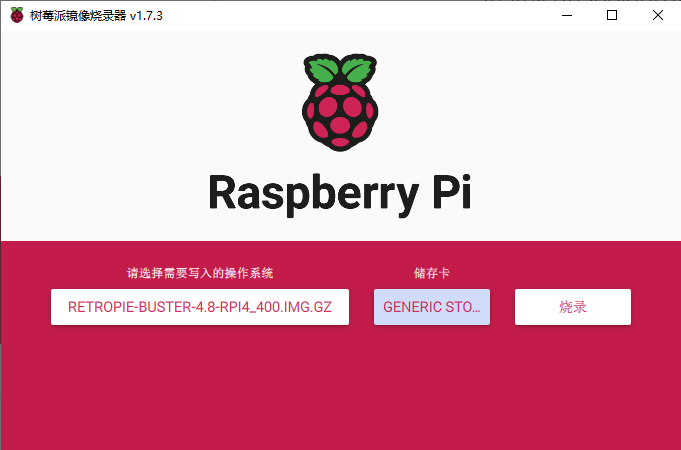 树莓派镜像烧录器 v1.7.3
Raspberry Pi
请选择需要写入的操作系统 储存卡
RETROPIE-BUSTER-4.8-RPI4_400.IMG.GZ GENERIC STO... 烧录